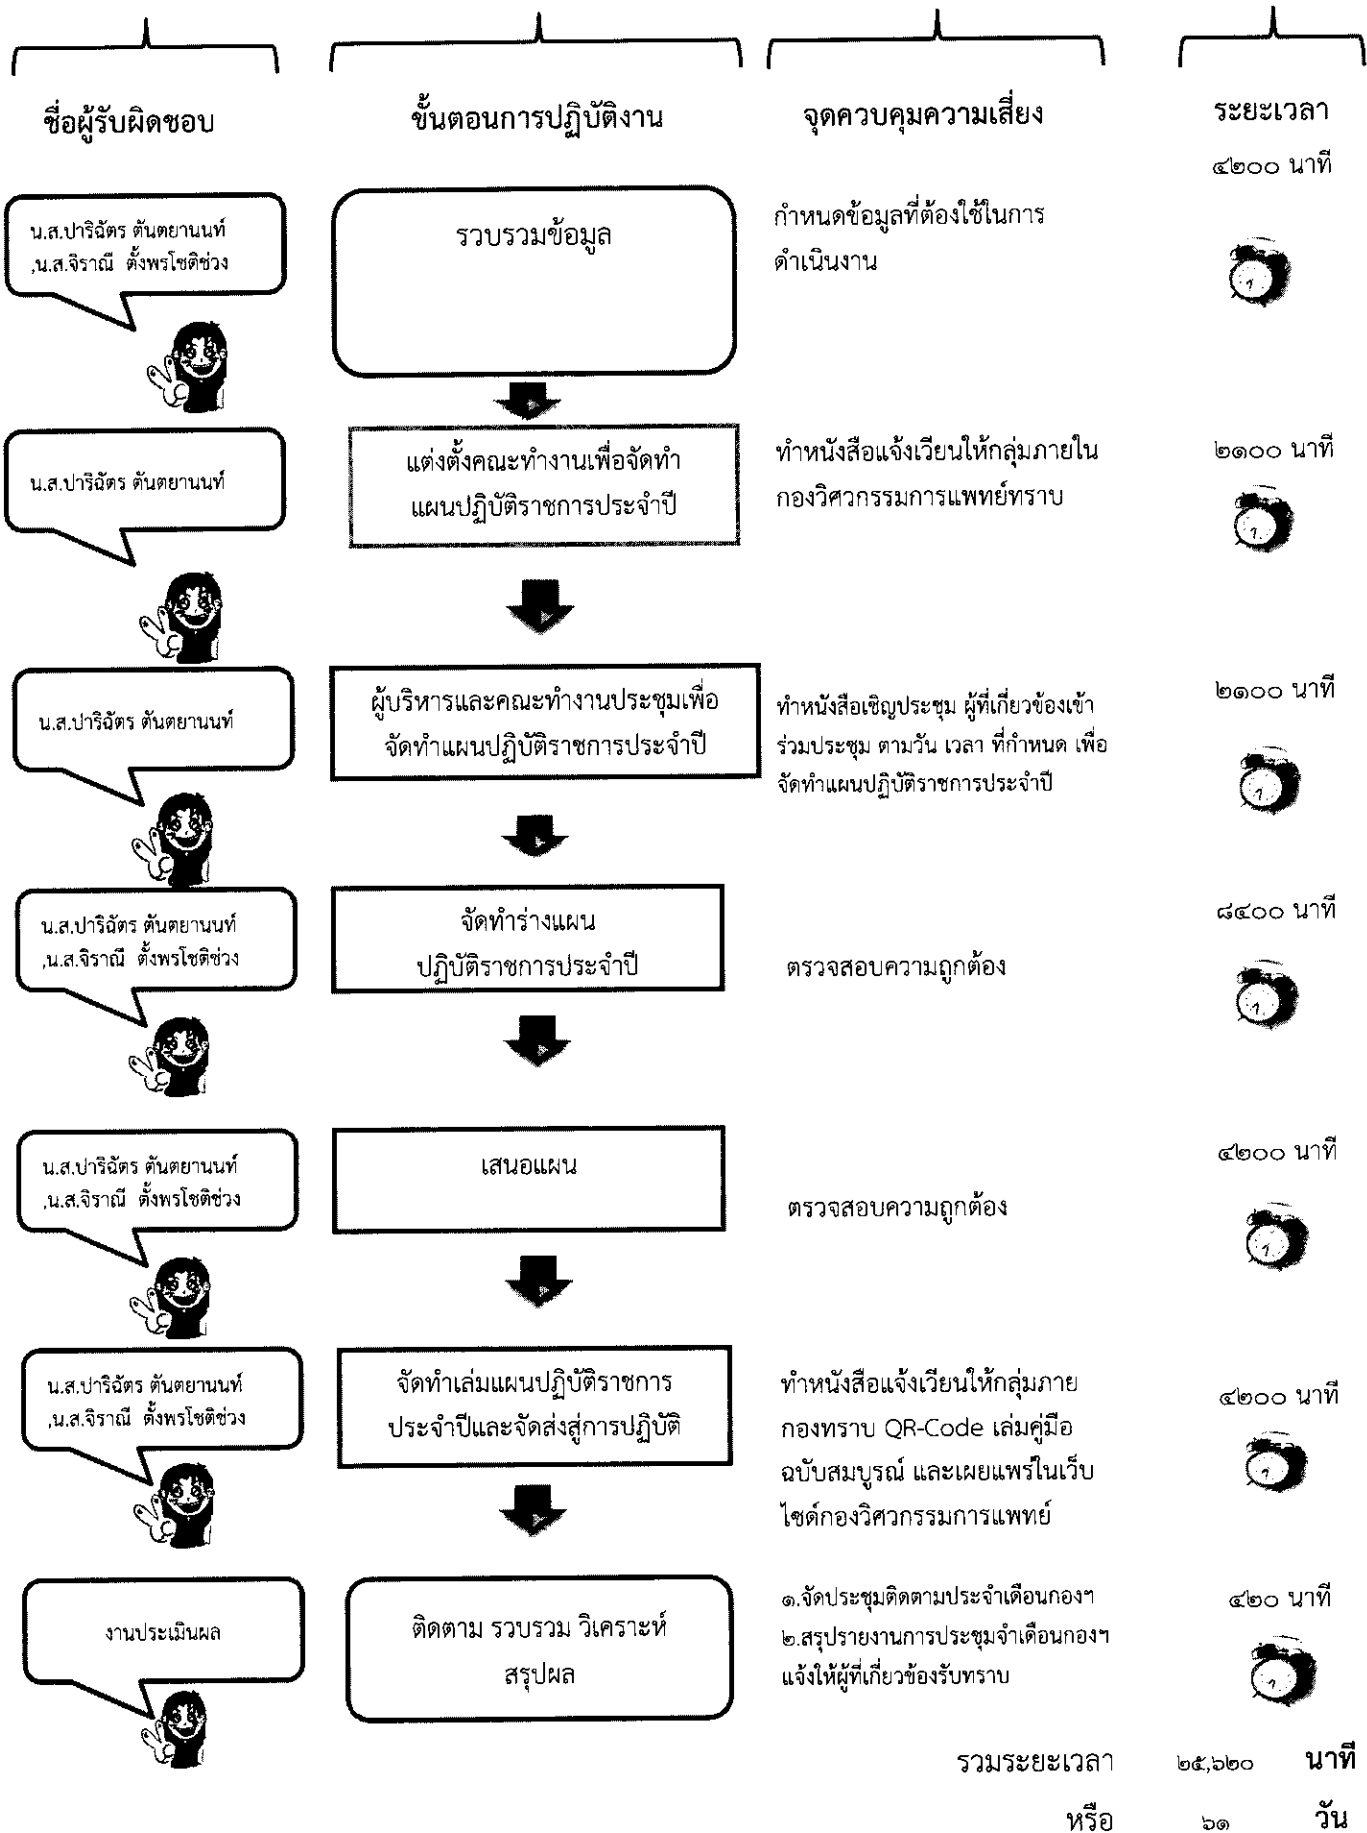 ชื่อผู้รับผิดชอบ
ขั้นตอนการปฏิบัติงาน
จุดควบคุมความเสี่ยง
ระยะเวลา
น.ส.ปาริฉัตร ตันตยานนท์
,น.ส.จิราณี ตั้งพรโชติช่วง
รวบรวมข้อมูล
กำหนดข้อมูลที่ต้องใช้ในการ
ดำเนินงาน
๔๒๐๐ นาที
น.ส.ปาริฉัตร ตันตยานนท์
แต่งตั้งคณะทำงานเพื่อจัดทำ
แผนปฏิบัติราชการประจำปี
ทำหนังสือแจ้งเวียนให้กลุ่มภายใน
กองวิศวกรรมการแพทย์ทราบ
๒๑๐๐ นาที
น.ส.ปาริฉัตร ตันตยานนท์
ผู้บริหารและคณะทำงานประชุมเพื่อ
จัดทำแผนปฏิบัติราชการประจำปี
ทำหนังสือเชิญประชุม ผู้ที่เกี่ยวข้องเข้า
ร่วมประชุม ตามวัน เวลา ที่กำหนด เพื่อ
จัดทำแผนปฏิบัติราชการประจำปี
๒๑๐๐ นาที
น.ส.ปาริฉัตร ตันตยานนท์
,น.ส.จิราณี ตั้งพรโชติช่วง
จัดทำร่างแผน
ปฏิบัติราชการประจำปี
ตรวจสอบความถูกต้อง
๘๔๐๐ นาที
น.ส.ปาริฉัตร ตันตยานนท์
,น.ส.จิราณี ตั้งพรโชติช่วง
เสนอแผน
ตรวจสอบความถูกต้อง
๔๒๐๐ นาที
น.ส.ปาริฉัตร ตันตยานนท์
,น.ส.จิราณี ตั้งพรโชติช่วง
จัดทำเล่มแผนปฏิบัติราชการ
ประจำปีและจัดส่งสู่การปฏิบัติ
ทำหนังสือแจ้งเวียนให้กลุ่มภาย
กองทราบ QR-Code เล่มคู่มือ
ฉบับสมบูรณ์ และเผยแพร่ในเว็บ
ไซต์กองวิศวกรรมการแพทย์
๔๒๐๐ นาที
งานประเมินผล
ติดตาม รวบรวม วิเคราะห์
สรุปผล
๑.จัดประชุมติดตามประจำเดือนกองฯ
๒.สรุปรายงานการประชุมจำเดือนกองฯ
แจ้งให้ผู้ที่เกี่ยวข้องรับทราบ
๔๒๐ นาที
รวมระยะเวลา ๒๕,๖๒๐ นาที
หรือ ๖๑ วัน